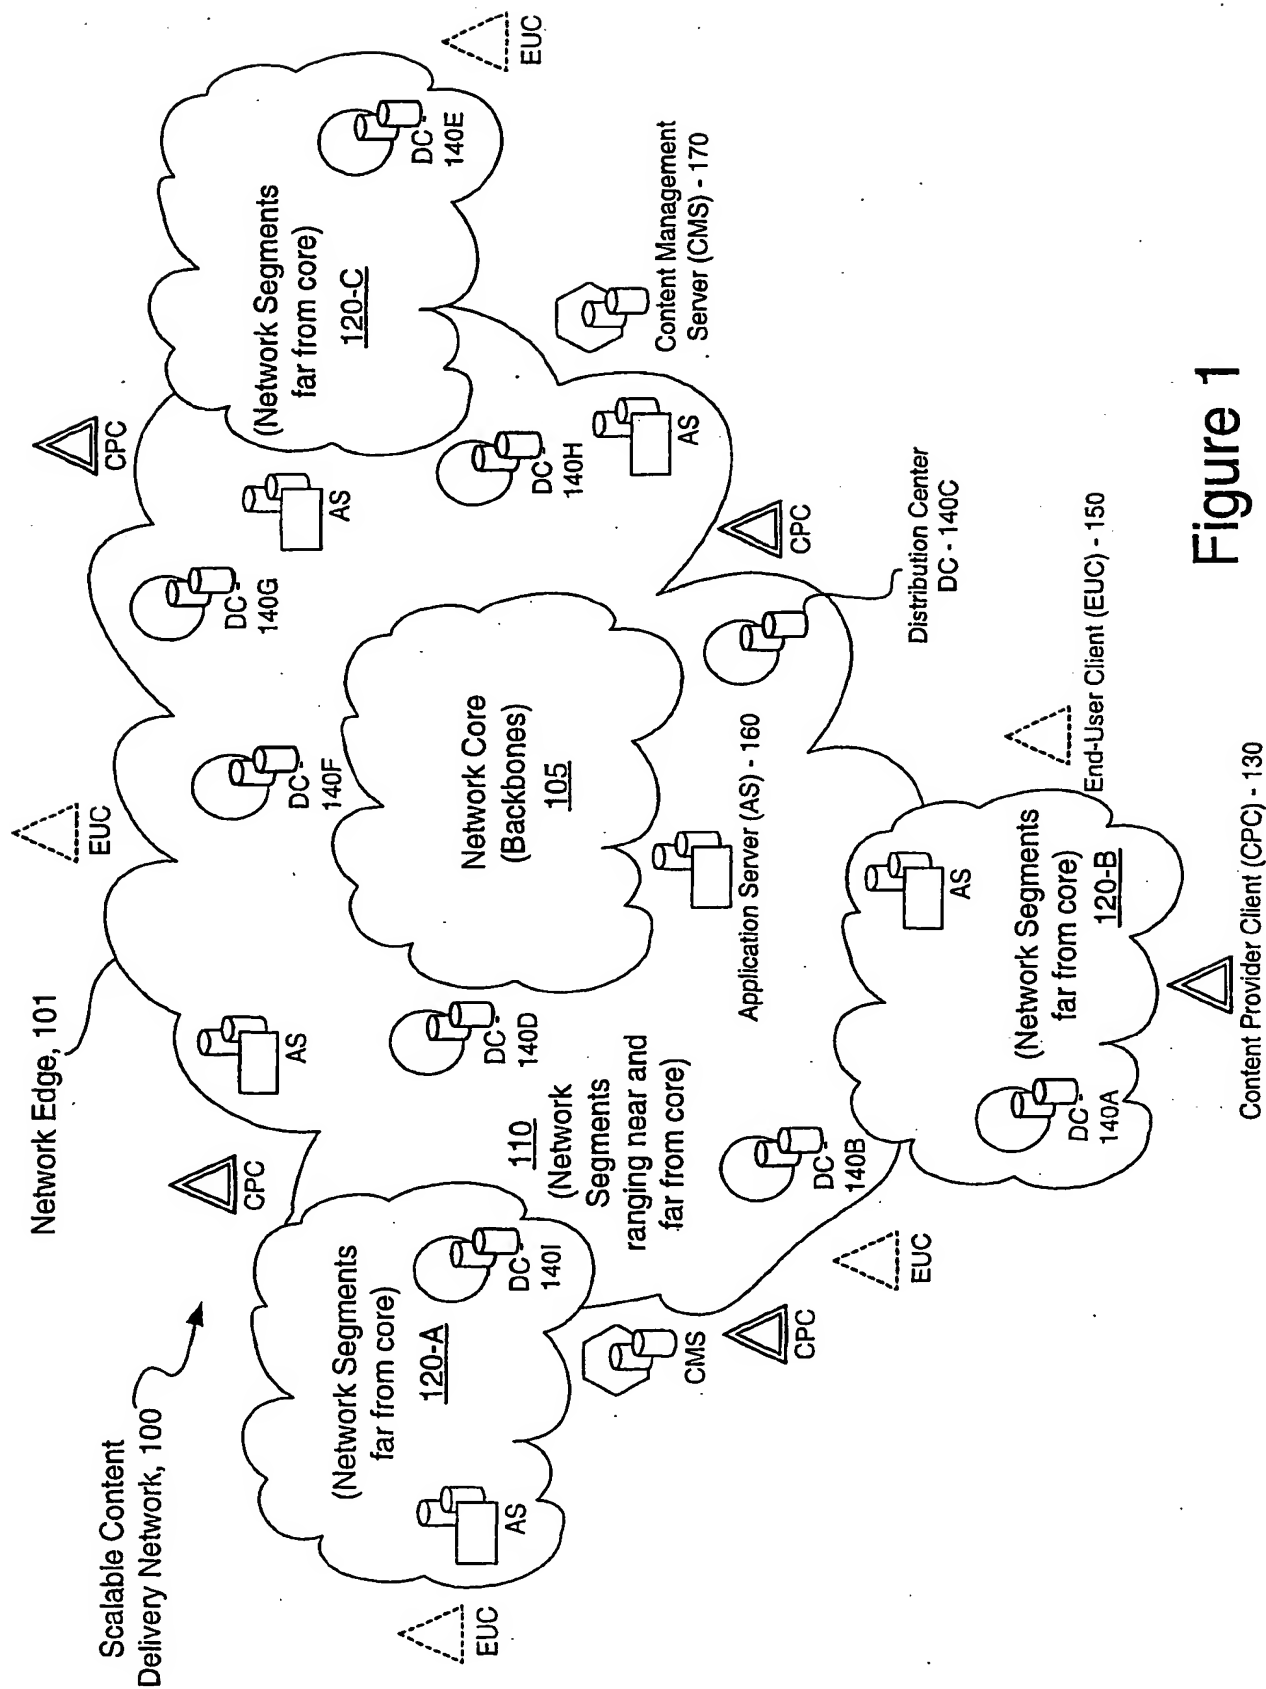 Scalable Content
Delivery Network, 100
Network Edge, 101
EUC
CPC
EUC
CPC
EUC
(Network Segments
far from core)
120-A
AS
DC-
140I
AS
110
(Network
Segments
ranging near and
far from core)
DC-
140D
DC-
140F
Network Core
(Backbones)
105
DC-
140G
AS
DC-
140H
(Network Segments
far from core)
120-C
DC-
140E
AS
Content Management
Server (CMS) - 170
CMS
CPC
EUC
DC-
140B
Application Server (AS) - 160
CPC
Distribution Center
DC - 140C
(Network Segments
far from core)
120-B
DC-
140A
AS
End-User Client (EUC) - 150
Content Provider Client (CPC) - 130
Figure 1